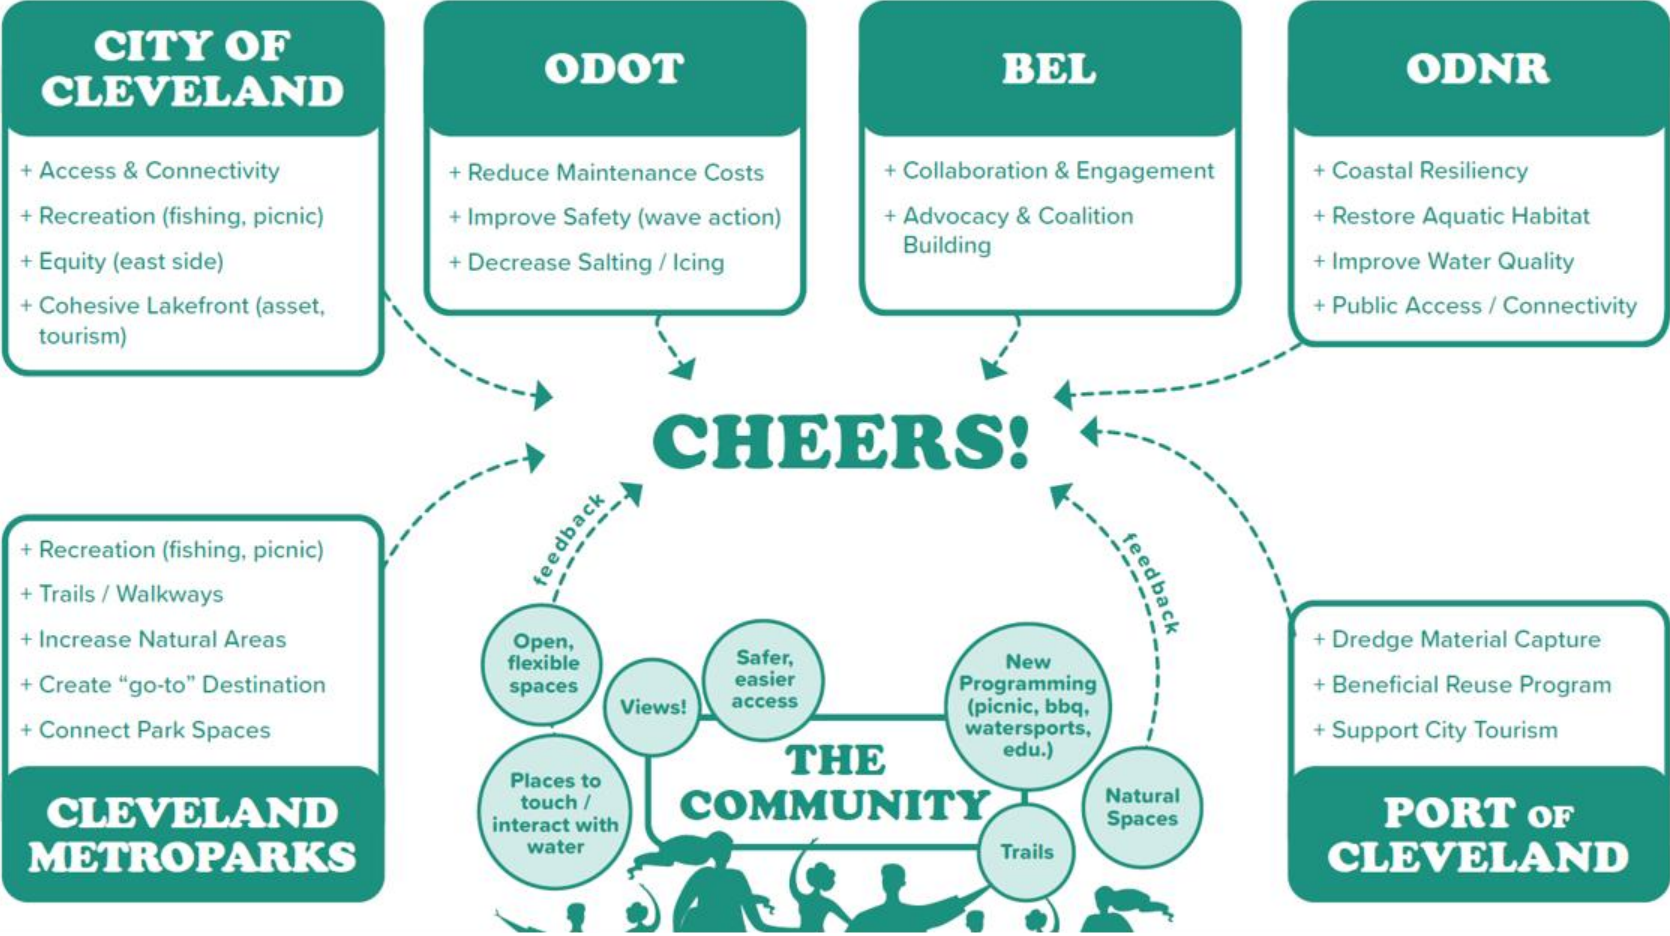 CITY OF
CLEVELAND
+ Access & Connectivity
+ Recreation (fishing, picnic)
+ Equity (east side)
+ Cohesive Lakefront (asset,
tourism)
ODOT
+ Reduce Maintenance Costs
+ Improve Safety (wave action)
+ Decrease Salting / Icing
BEL
+ Collaboration & Engagement
+ Advocacy & Coalition
Building
ODNR
+ Coastal Resiliency
+ Restore Aquatic Habitat
+ Improve Water Quality
+ Public Access / Connectivity
CHEERS!
feedback
feedback
+ Recreation (fishing, picnic)
+ Trails / Walkways
+ Increase Natural Areas
+ Create “go-to” Destination
+ Connect Park Spaces
CLEVELAND
METROPARKS
Open,
flexible
spaces
Views!
Safer,
easier
access
New
Programming
(picnic, bbq,
watersports,
edu.)
Places to
touch /
interact with
water
THE
COMMUNITY
Trails
Natural
Spaces
+ Dredge Material Capture
+ Beneficial Reuse Program
+ Support City Tourism
PORT OF
CLEVELAND